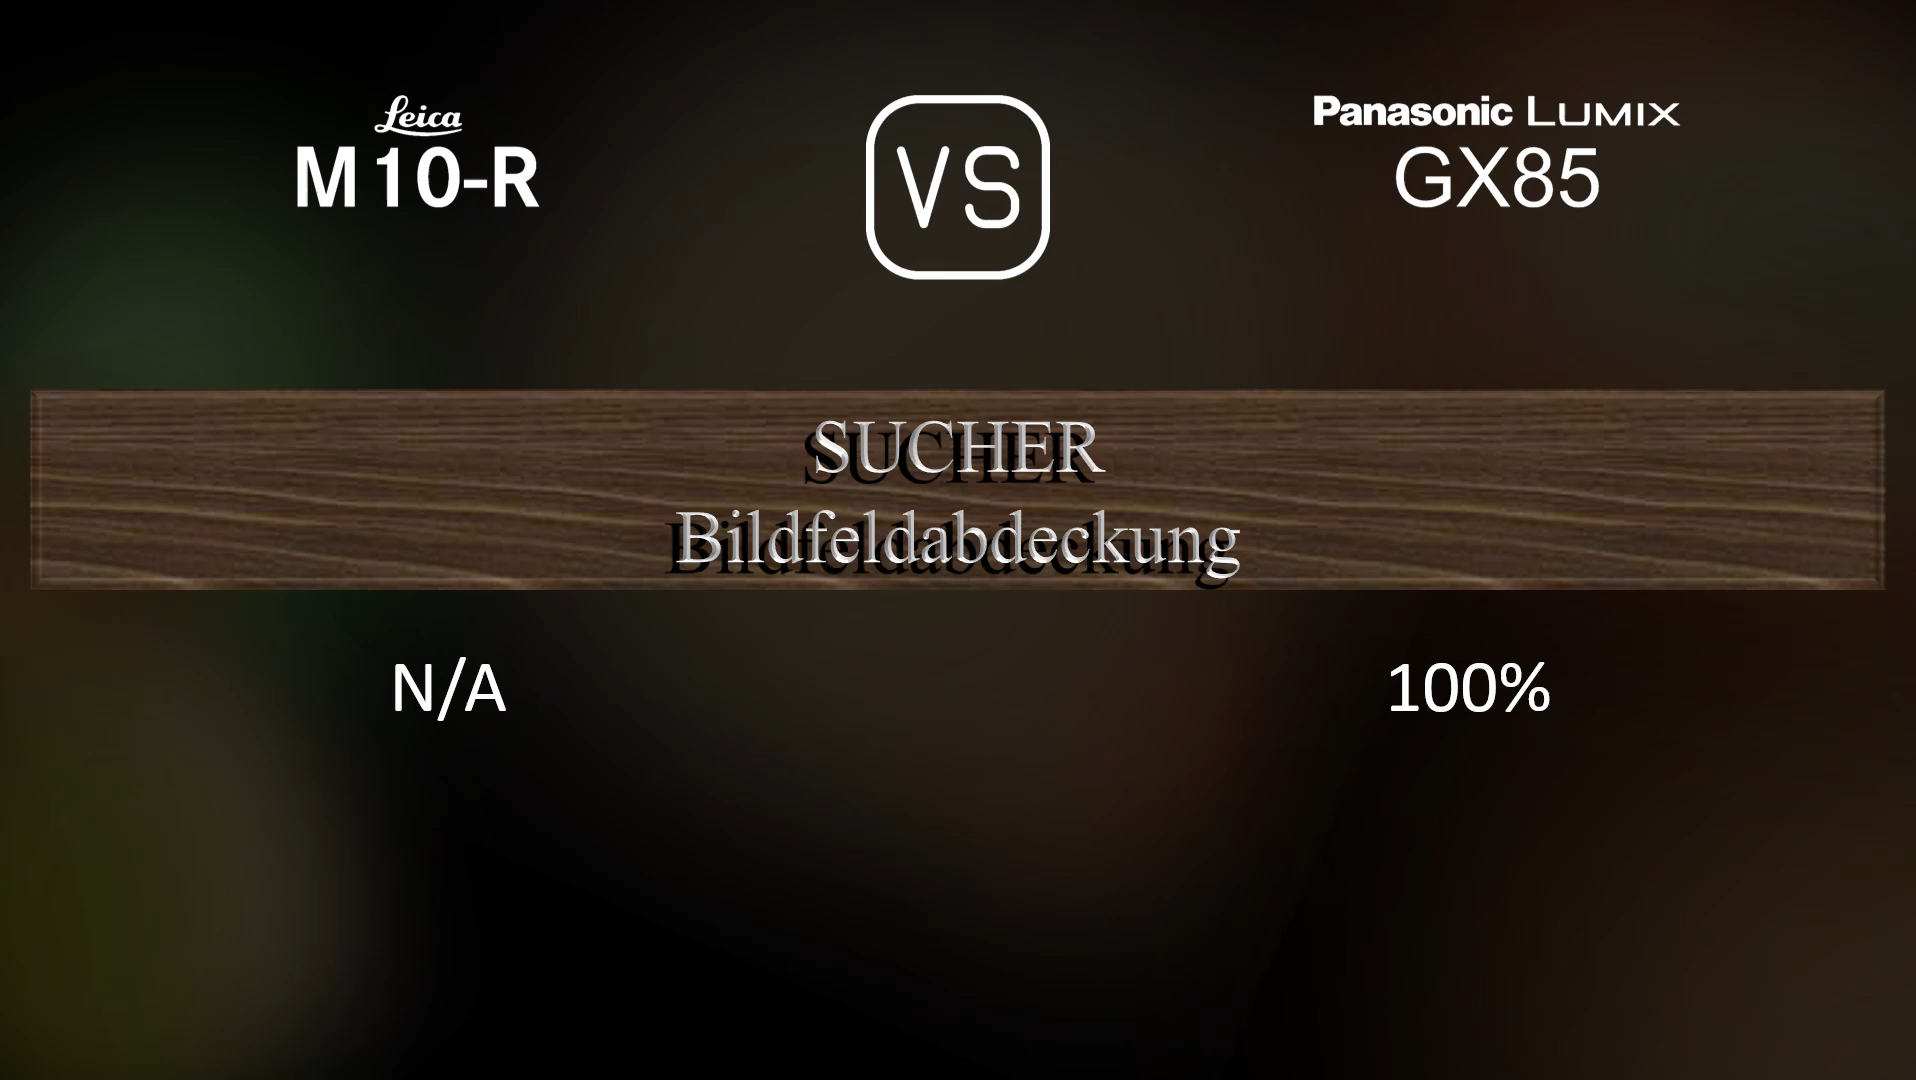 Leica
M10-R
VS
Panasonic LUMIX
GX85
SUCHER
Bildfeldabdeckung
N/A
100%